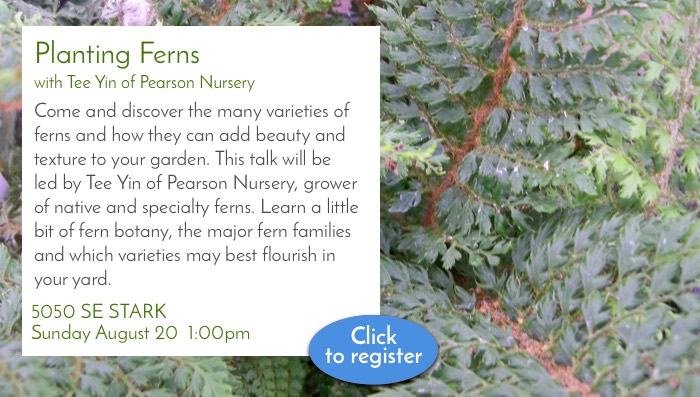 Planting Ferns
with Tee Yin of Pearson Nursery
Come and discover the many varieties of
ferns and how they can add beauty and
texture to your garden. This talk will be
led by Tee Yin of Pearson Nursery, grower
of native and specialty ferns. Learn a little
bit of fern botany, the major fern families
and which varieties may best flourish in
your yard.
5050 SE STARK
Sunday August 20 1:00pm
Click
to register